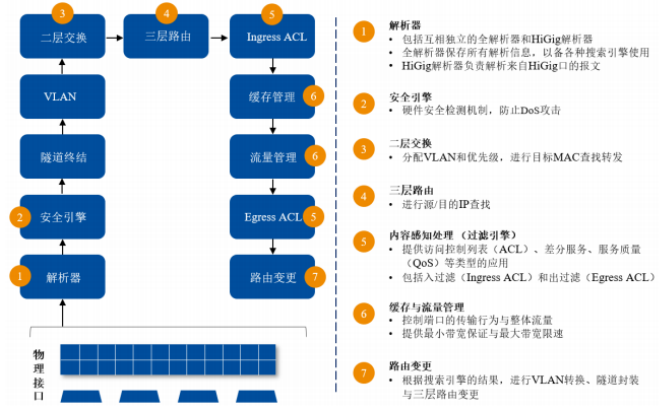 3
4
5
二层交换
三层路由
Ingress ACL
VLAN
缓存管理
6
隧道终结
流量管理
6
2
安全引擎
Egress ACL
5
1
解析器
路由变更
7
物理接口
1
解析器
• 包括互相独立的全解析器和HiGig解析器
• 全解析器保存所有解析信息，以备各种搜索引擎使用
• HiGig解析器负责解析来自HiGig口的报文
2
安全引擎
• 硬件安全检测机制，防止DoS攻击
3
二层交换
• 分配VLAN和优先级，进行目标MAC查找转发
4
三层路由
• 进行源/目的IP查找
5
内容感知处理 （过滤引擎）
• 提供访问控制列表（ACL）、差分服务、服务质量
（QoS）等类型的应用
• 包括入过滤（Ingress ACL）和出过滤（Egress ACL）
6
缓存与流量管理
• 控制端口的传输行为与整体流量
• 提供最小带宽保证与最大带宽限速
7
路由变更
• 根据搜索引擎的结果，进行VLAN转换、隧道封装
与三层路由变更